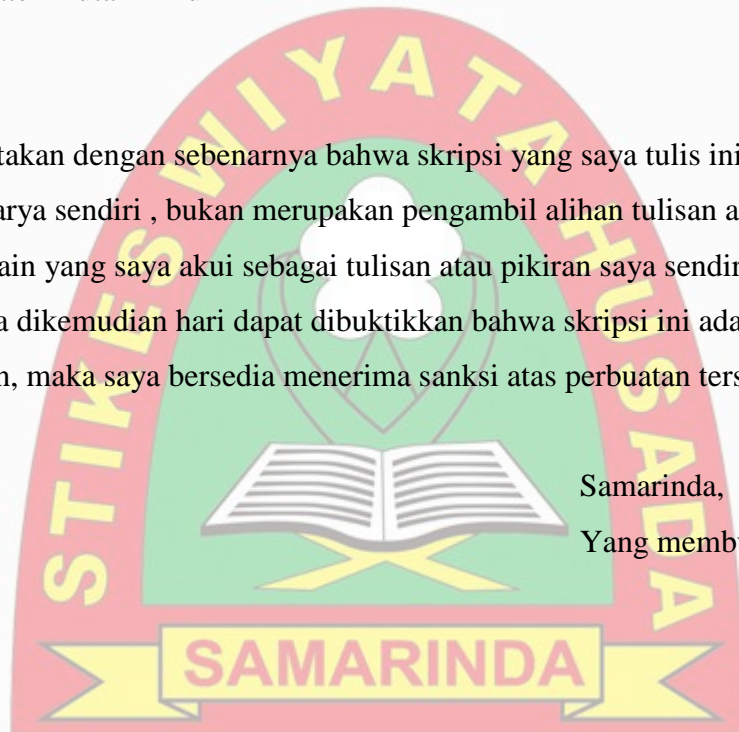 STIKES WIYATA HUSADA
takan dengan sebenarnya bahwa skripsi yang saya tulis ini
arya sendiri , bukan merupakan pengambil alihan tulisan a
ain yang saya akui sebagai tulisan atau pikiran saya sendir
a dikemudian hari dapat dibuktikkan bahwa skripsi ini ada
n, maka saya bersedia menerima sanksi atas perbuatan ters
Samarinda,
Yang memb
SAMARINDA